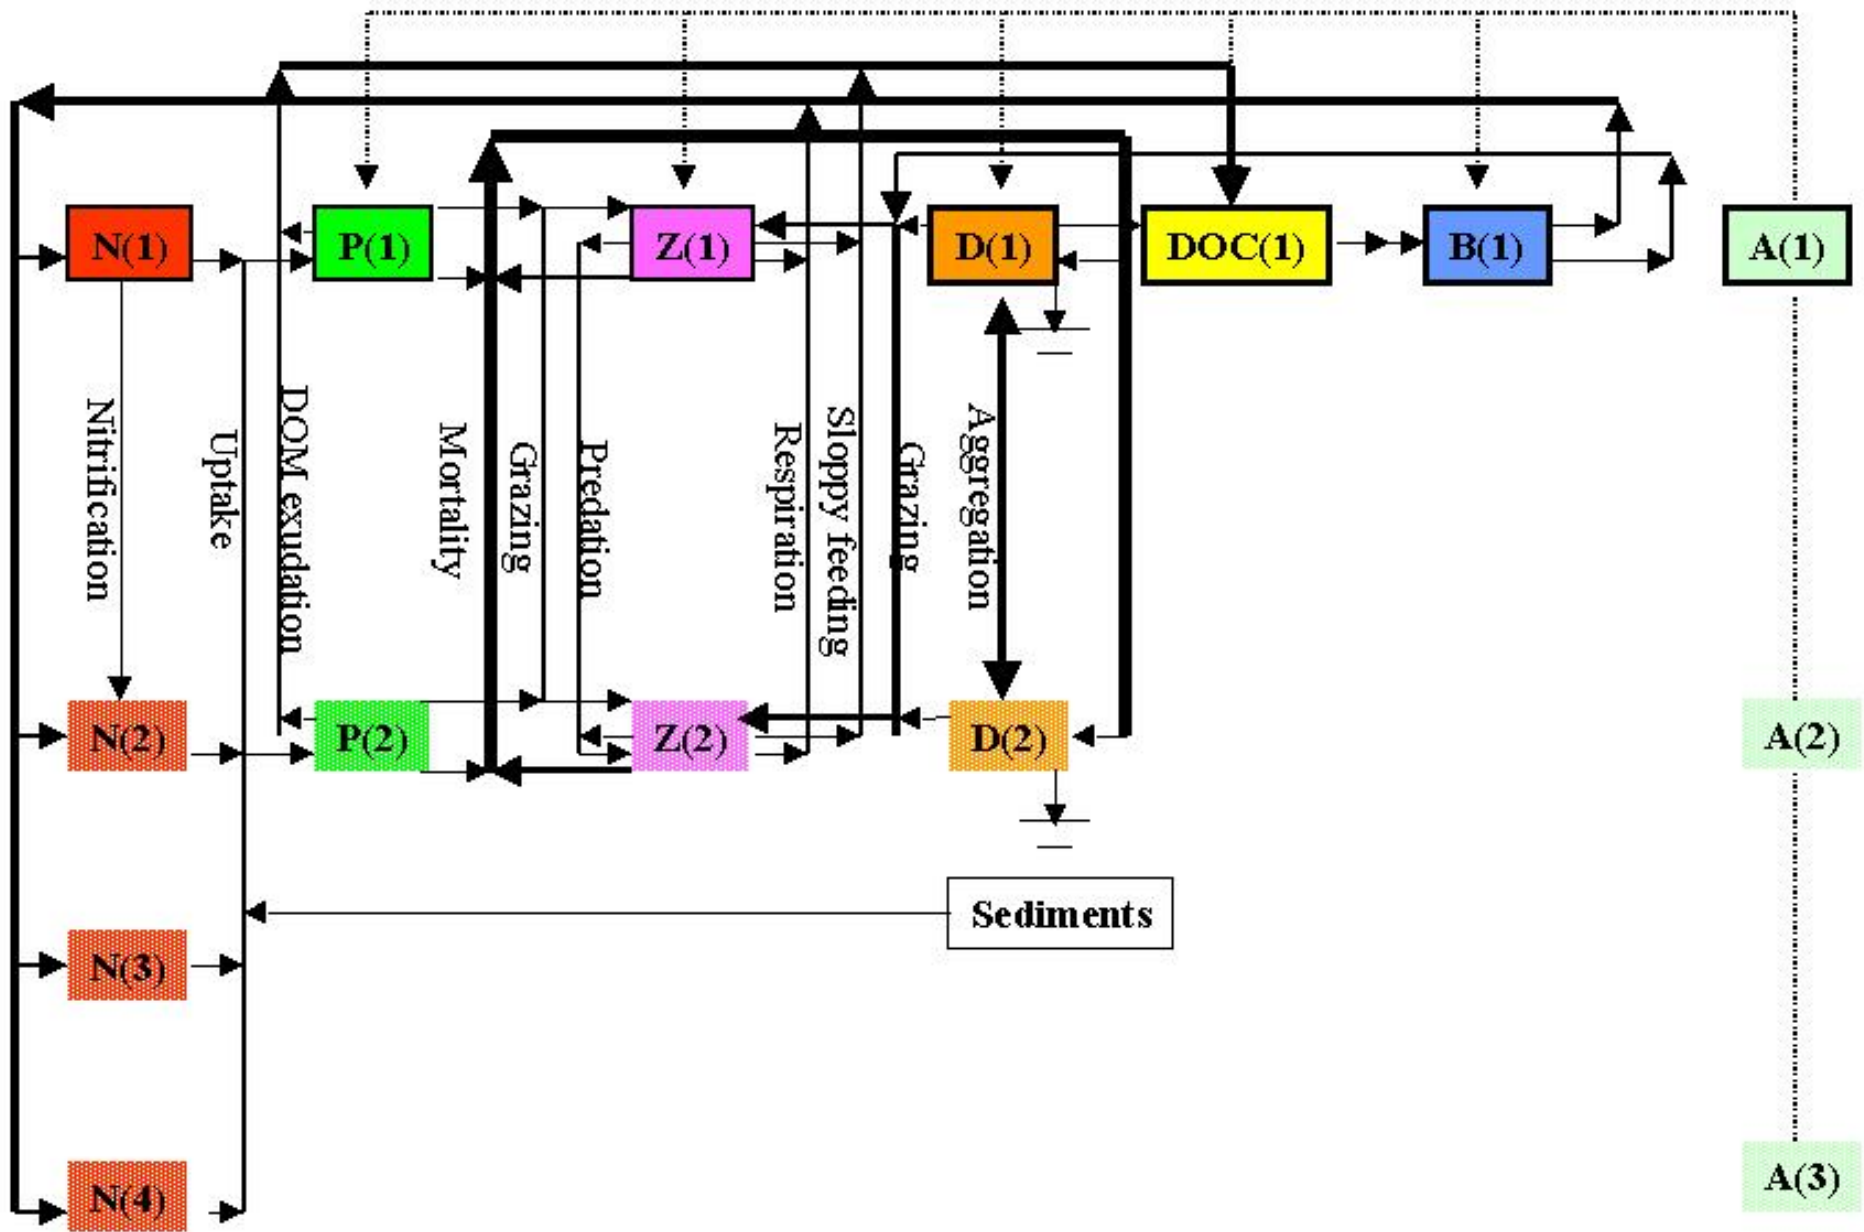 N(1)
P(1)
Z(1)
D(1)
DOC(1)
B(1)
A(1)
Nitrification
Uptake
DOM exudation
Mortality
Grazing
Predation
Respiration
Sloppy feeding
Grazing
Aggregation
N(2)
P(2)
Z(2)
D(2)
A(2)
Sediments
N(3)
N(4)
A(3)